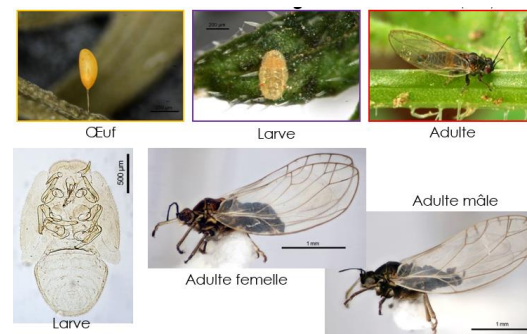 Œuf
Larve
Adulte
500 µm
Adulte mâle
1 mm
Adulte femelle
1 mm
Larve